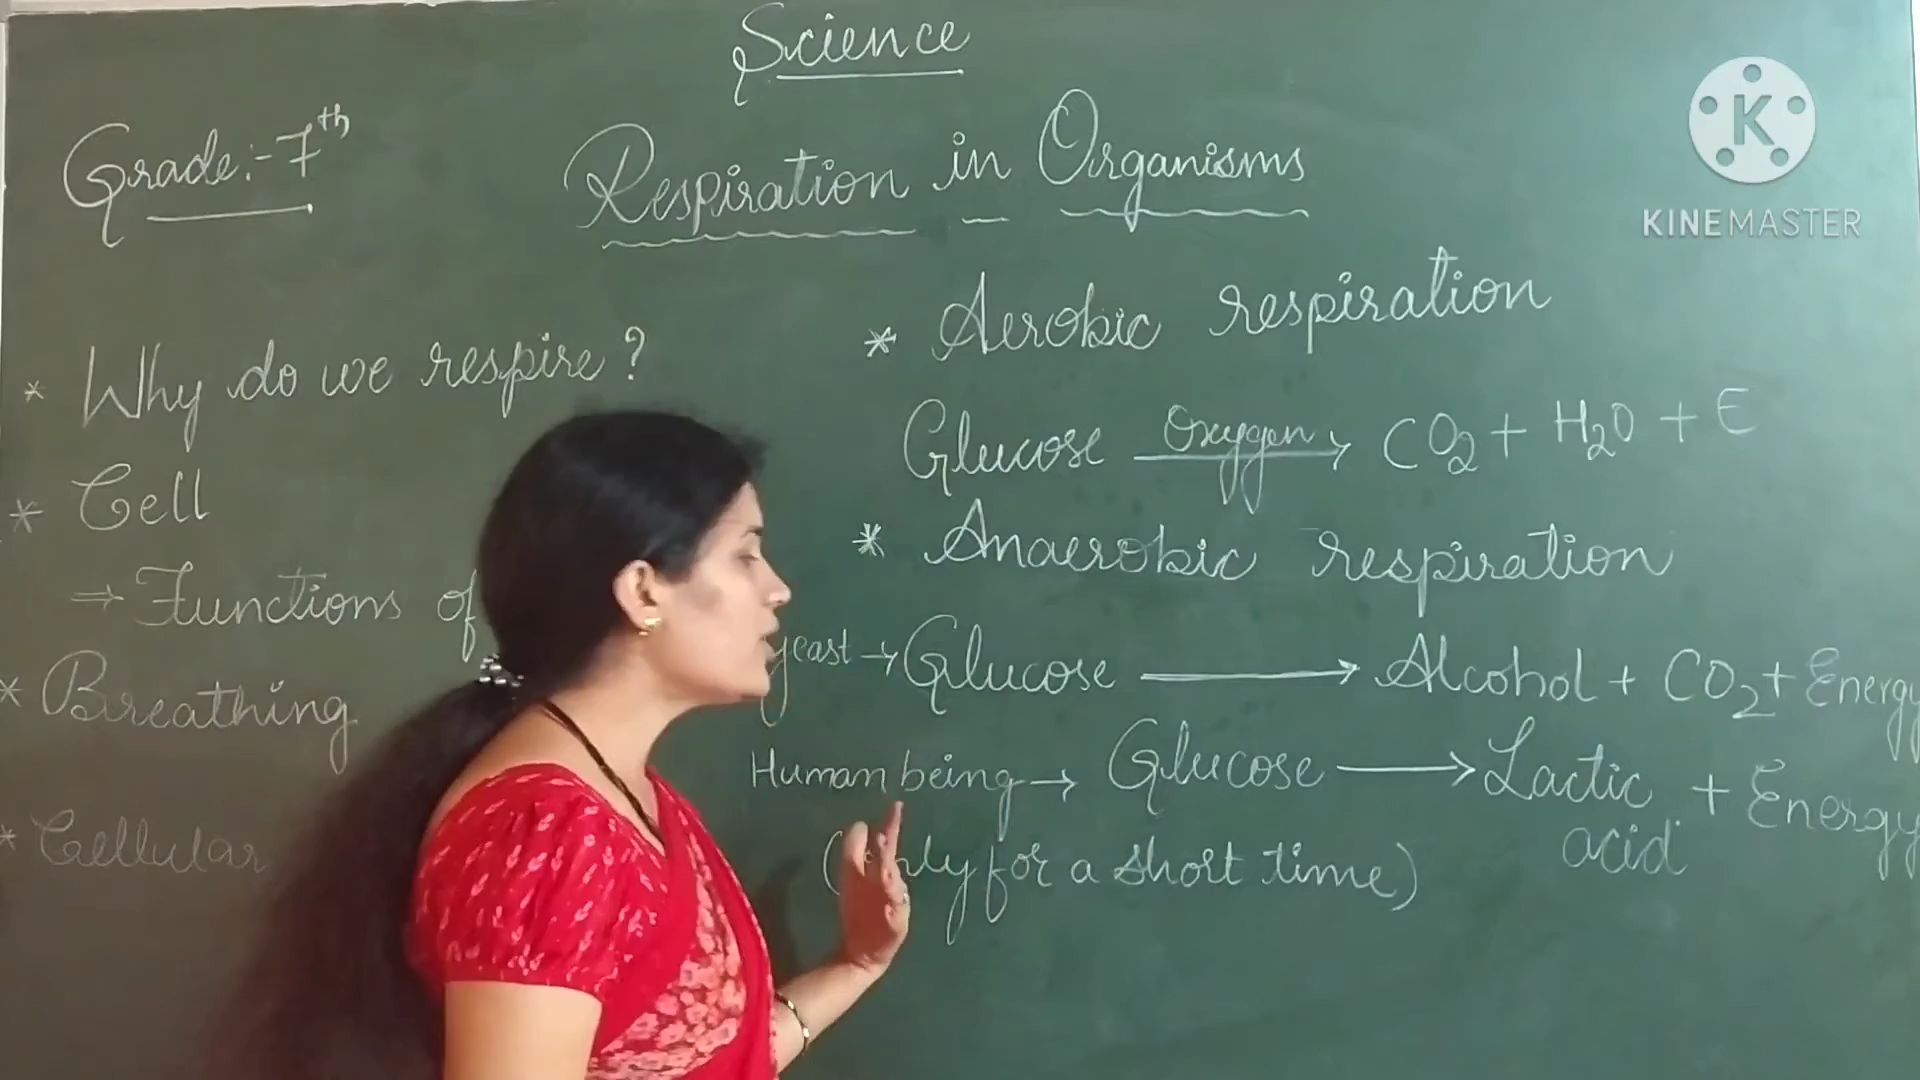 Science
Grade:- 7th
Respiration in Organisms
* Why do we respire?
* Cell
⇒ Functions of
* Breathing
* Cellular
* Aerobic respiration
Glucose Oxygen → CO2 + H2O + E
* Anaerobic respiration
yeast → Glucose → Alcohol + CO2 + Energy
Human being → Glucose → Lactic acid + Energy
(Only for a short time)
K
KINEMASTER